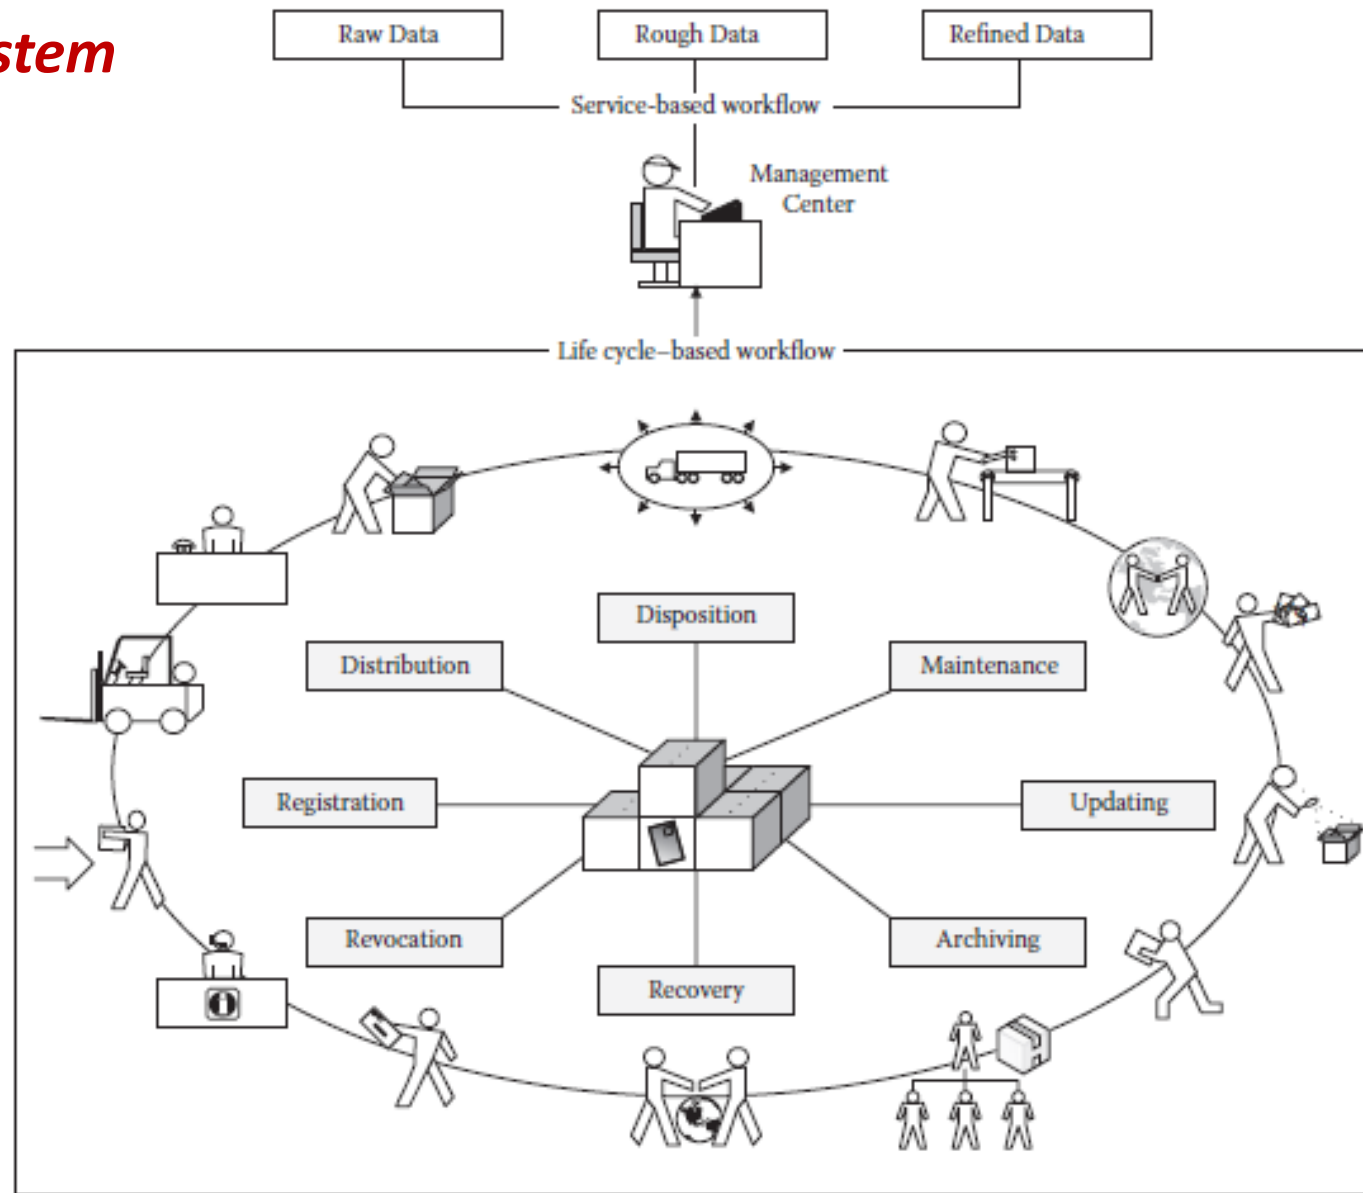 stem
Raw Data
Rough Data
Refined Data
Service-based workflow
Management
Center
Life cycle–based workflow
Disposition
Distribution
Maintenance
Registration
Updating
Revocation
Archiving
Recovery